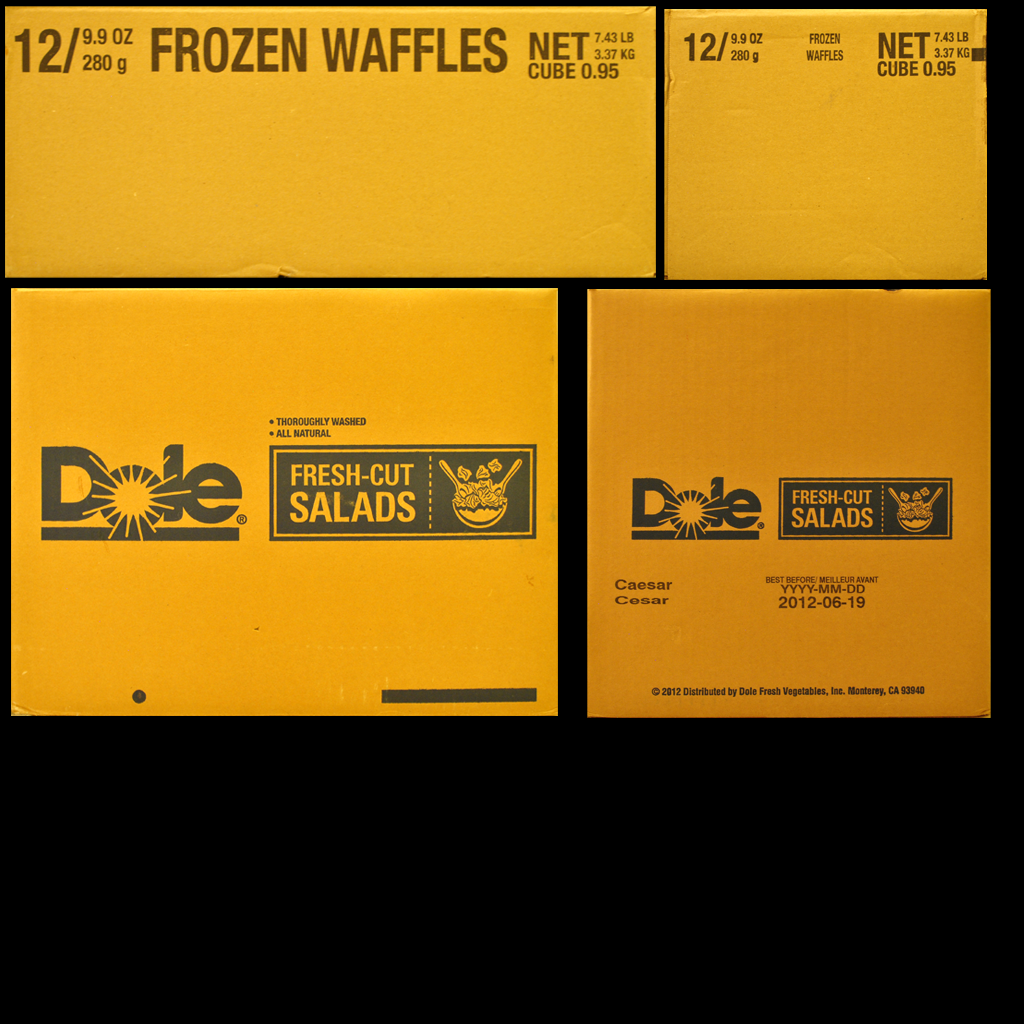 12/ 9.9 OZ 280 g FROZEN WAFFLES NET 7.43 LB 3.37 KG
CUBE 0.95
12/ 9.9 OZ 280 g FROZEN WAFFLES NET 7.43 LB 3.37 KG
CUBE 0.95
• THOROUGHLY WASHED
• ALL NATURAL
Dole®
FRESH-CUT
SALADS
Dole®
FRESH-CUT
SALADS
Caesar
Cesar
BEST BEFORE/ MEILLEUR AVANT
YYYY-MM-DD
2012-06-19
© 2012 Distributed by Dole Fresh Vegetables, Inc. Monterey, CA 93940